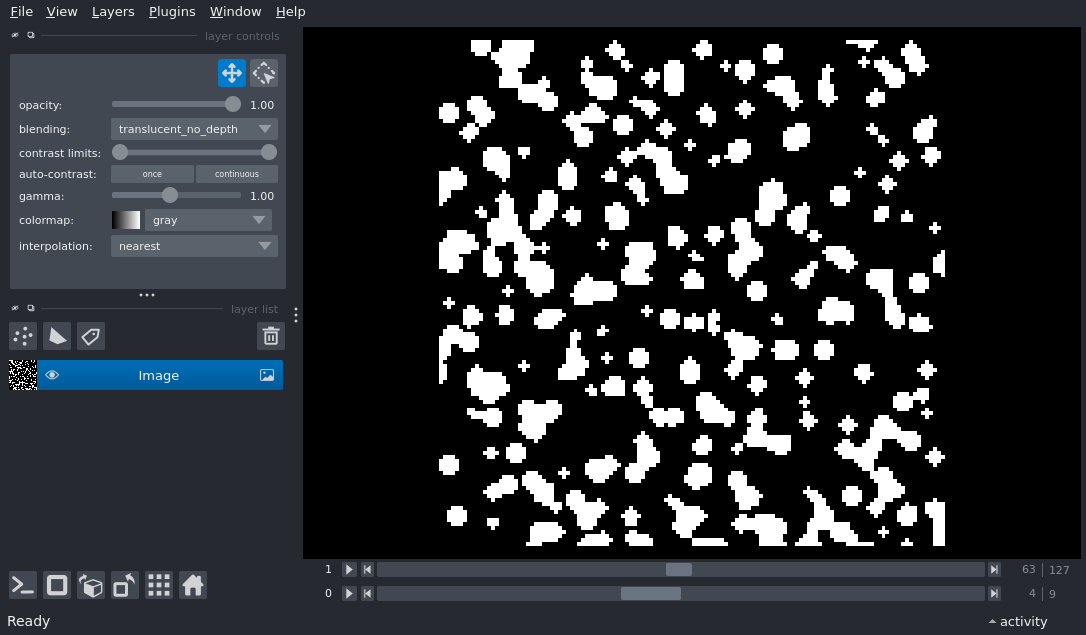 File View Layers Plugins Window Help
layer controls
opacity: 1.00
blending: translucent_no_depth
contrast limits:
auto-contrast: once continuous
gamma: 1.00
colormap: gray
interpolation: nearest
layer list
Image
1 63 127
0 4 9
Ready activity